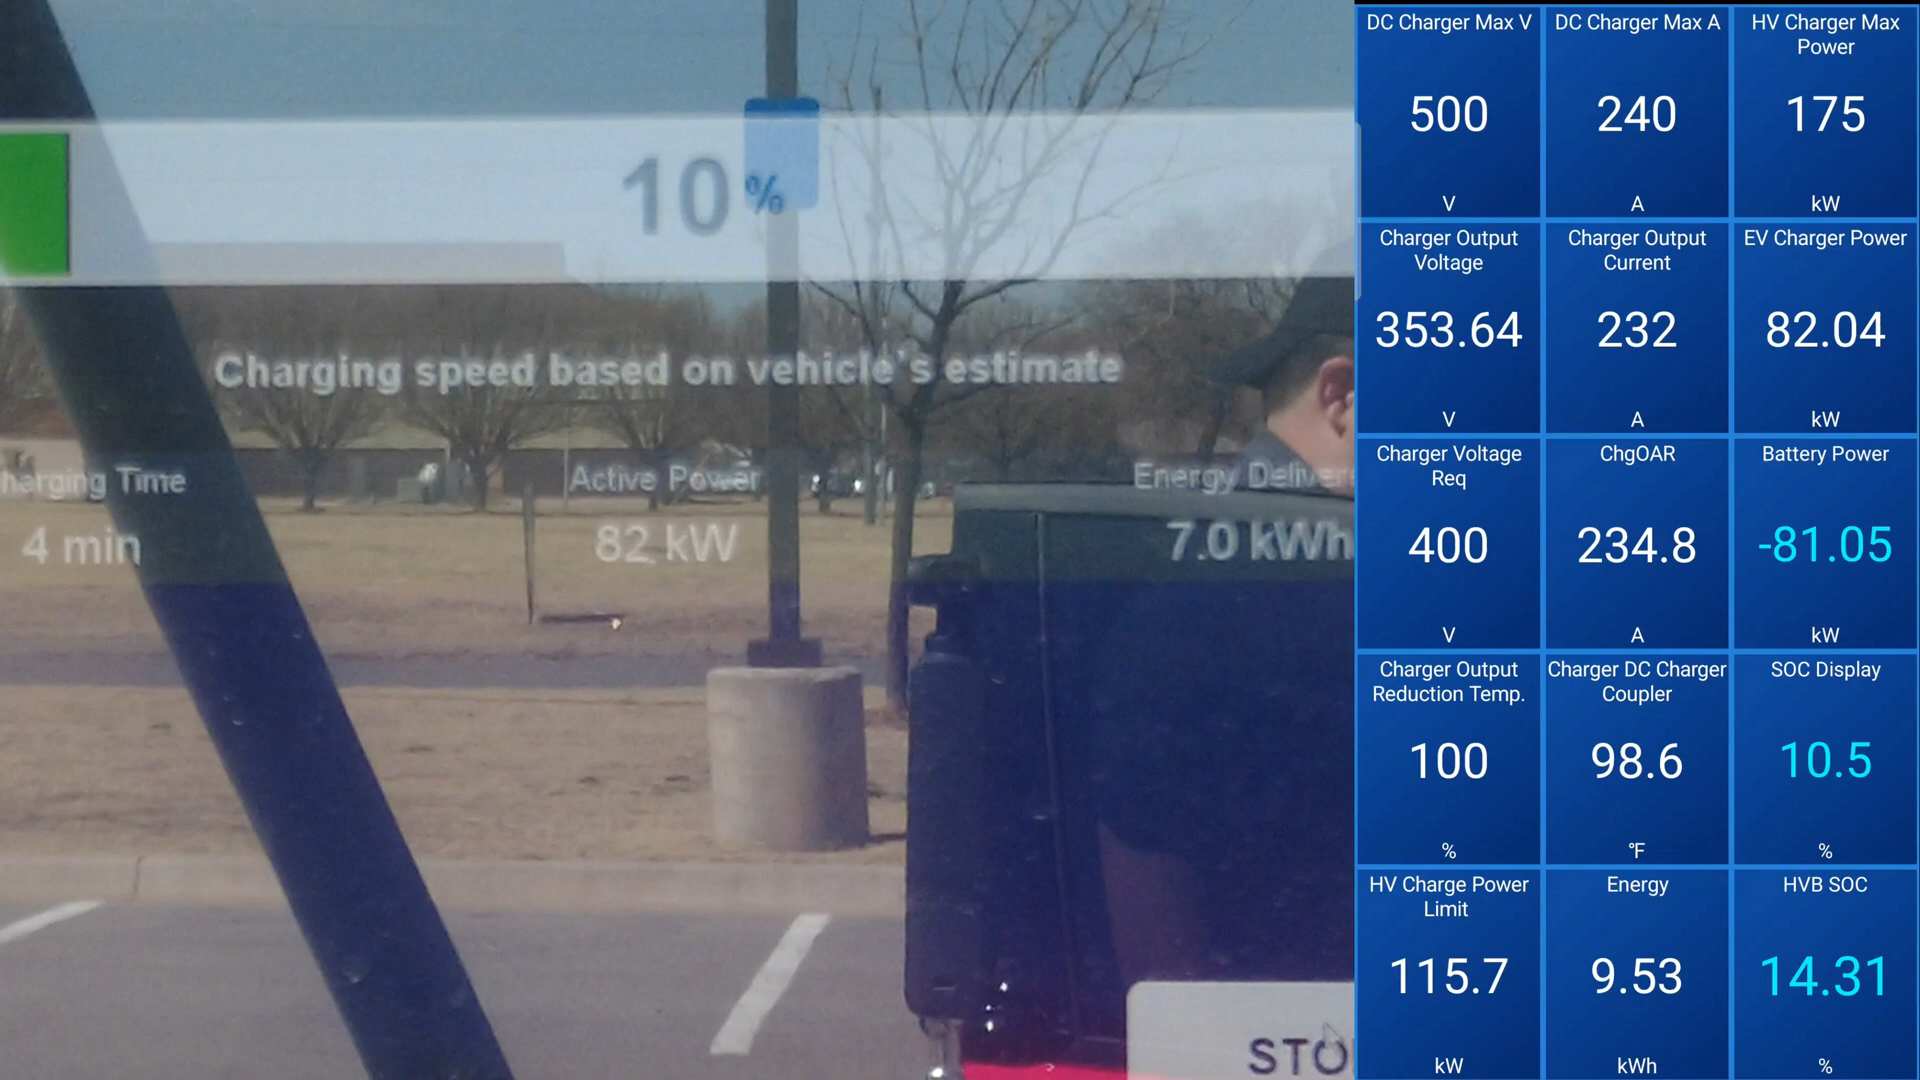 10 %
Charging speed based on vehicle's estimate
harging Time
Active Power
Energy Deliver
4 min
82 kW
7.0 kWh
STO
DC Charger Max V
500
V
DC Charger Max A
240
A
HV Charger Max
Power
175
kW
Charger Output
Voltage
353.64
V
Charger Output
Current
232
A
EV Charger Power
82.04
kW
Charger Voltage
Req
400
V
ChgOAR
234.8
A
Battery Power
-81.05
kW
Charger Output
Reduction Temp.
100
%
Charger DC Charger
Coupler
98.6
°F
SOC Display
10.5
%
HV Charge Power
Limit
115.7
kW
Energy
9.53
kWh
HVB SOC
14.31
%